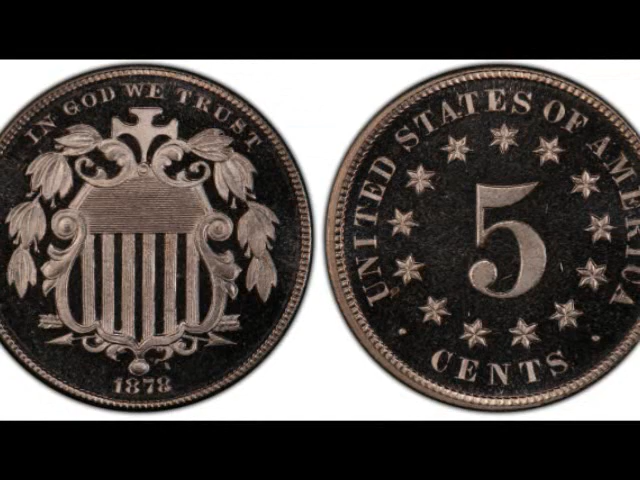 IN GOD WE TRUST
1878
UNITED STATES OF AMERICA
5
CENTS